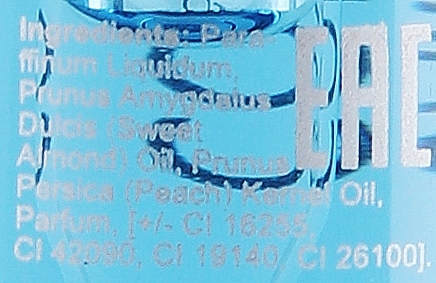 Ingredients: Para-
ffinum Liquidum,
Prunus Amygdalus
Dulcis (Sweet
Almond) Oil, Prunus
Persica (Peach) Kernel Oil,
Parfum, [+/- CI 16255,
CI 42090, CI 19140, CI 26100].
EAC